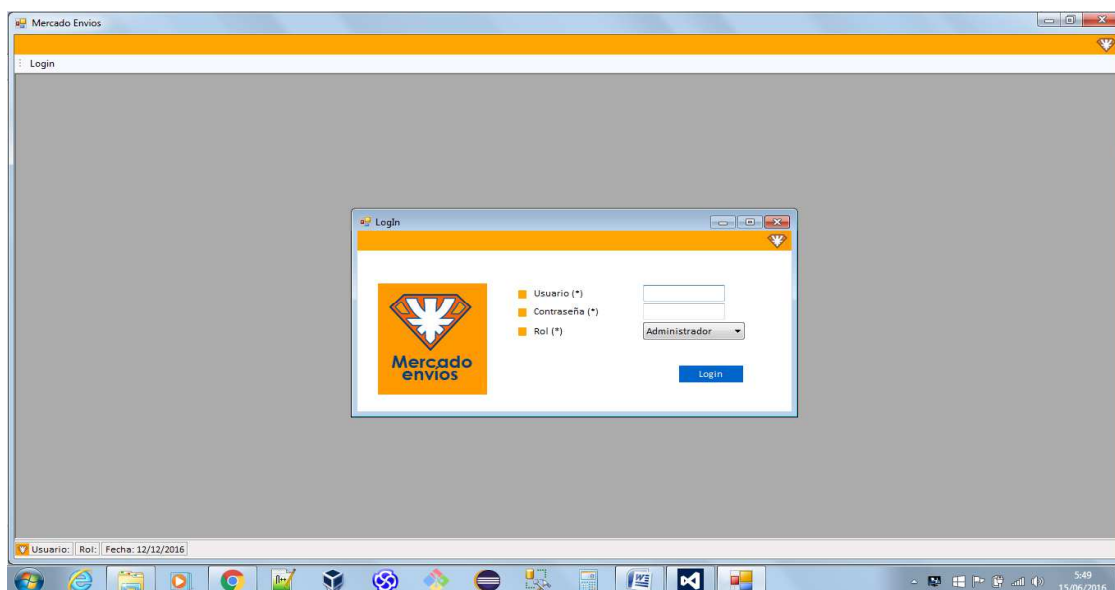 Mercado Envios
Login
LogIn
Usuario (*)
Contraseña (*)
Rol (*)
Administrador
Mercado
envíos
Login
Usuario:
Rol:
Fecha: 12/12/2016
5:49
15/06/2016